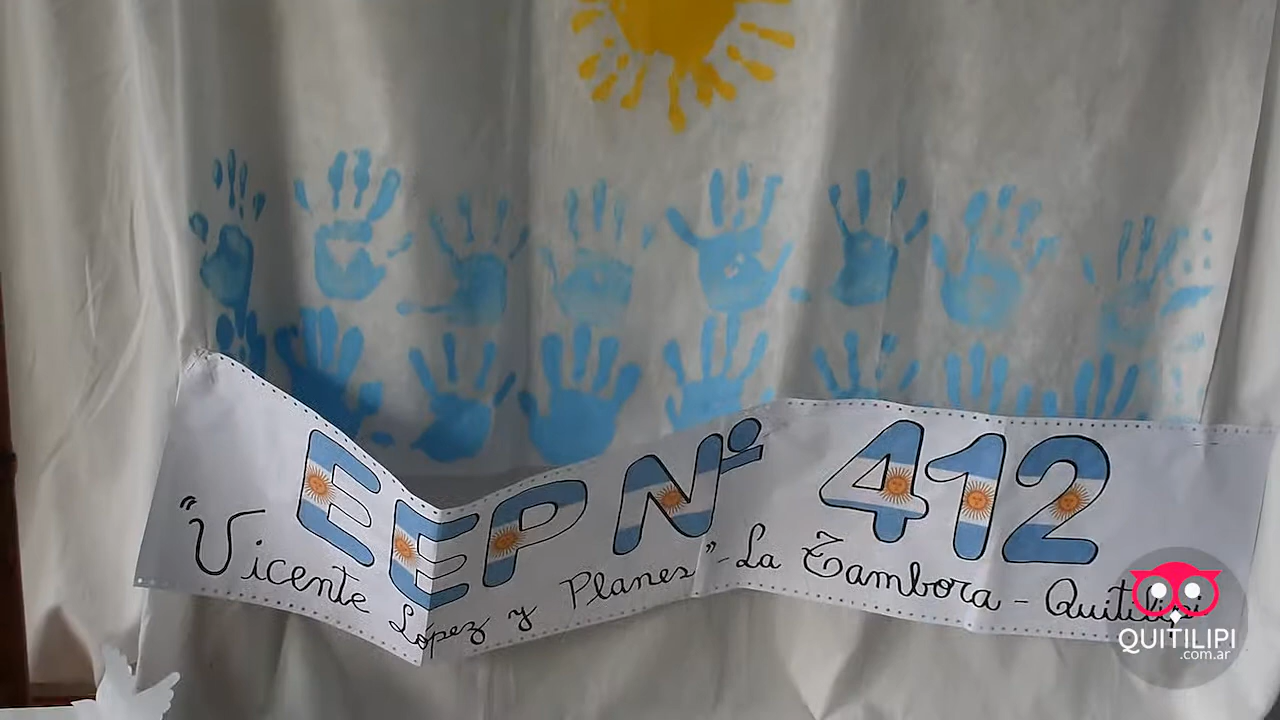 EEP Nº 412
"Vicente López y Planes" - La Tambora - Quitilipi
QUITILIPI
.com.ar